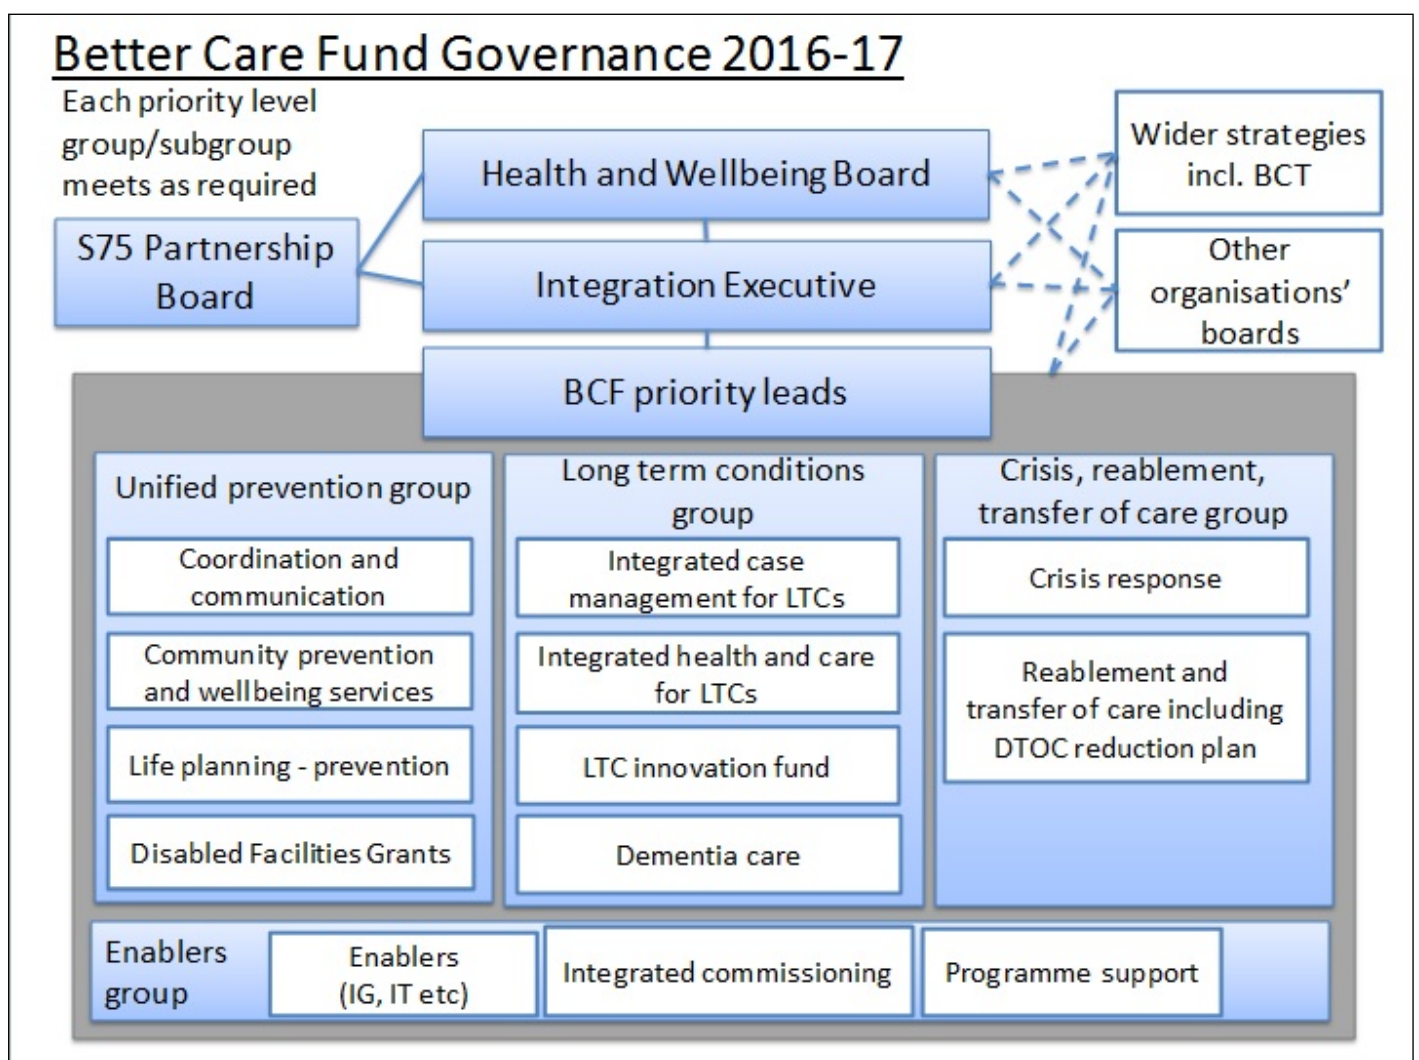 Better Care Fund Governance 2016-17
Each priority level
group/subgroup
meets as required
Health and Wellbeing Board
Wider strategies
incl. BCT
S75 Partnership
Board
Integration Executive
Other
organisations’
boards
BCF priority leads
Unified prevention group
Coordination and
communication
Community prevention
and wellbeing services
Life planning - prevention
Disabled Facilities Grants
Long term conditions
group
Integrated case
management for LTCs
Integrated health and care
for LTCs
LTC innovation fund
Dementia care
Crisis, reablement,
transfer of care group
Crisis response
Reablement and
transfer of care including
DTOC reduction plan
Enablers
group
Enablers
(IG, IT etc)
Integrated commissioning
Programme support